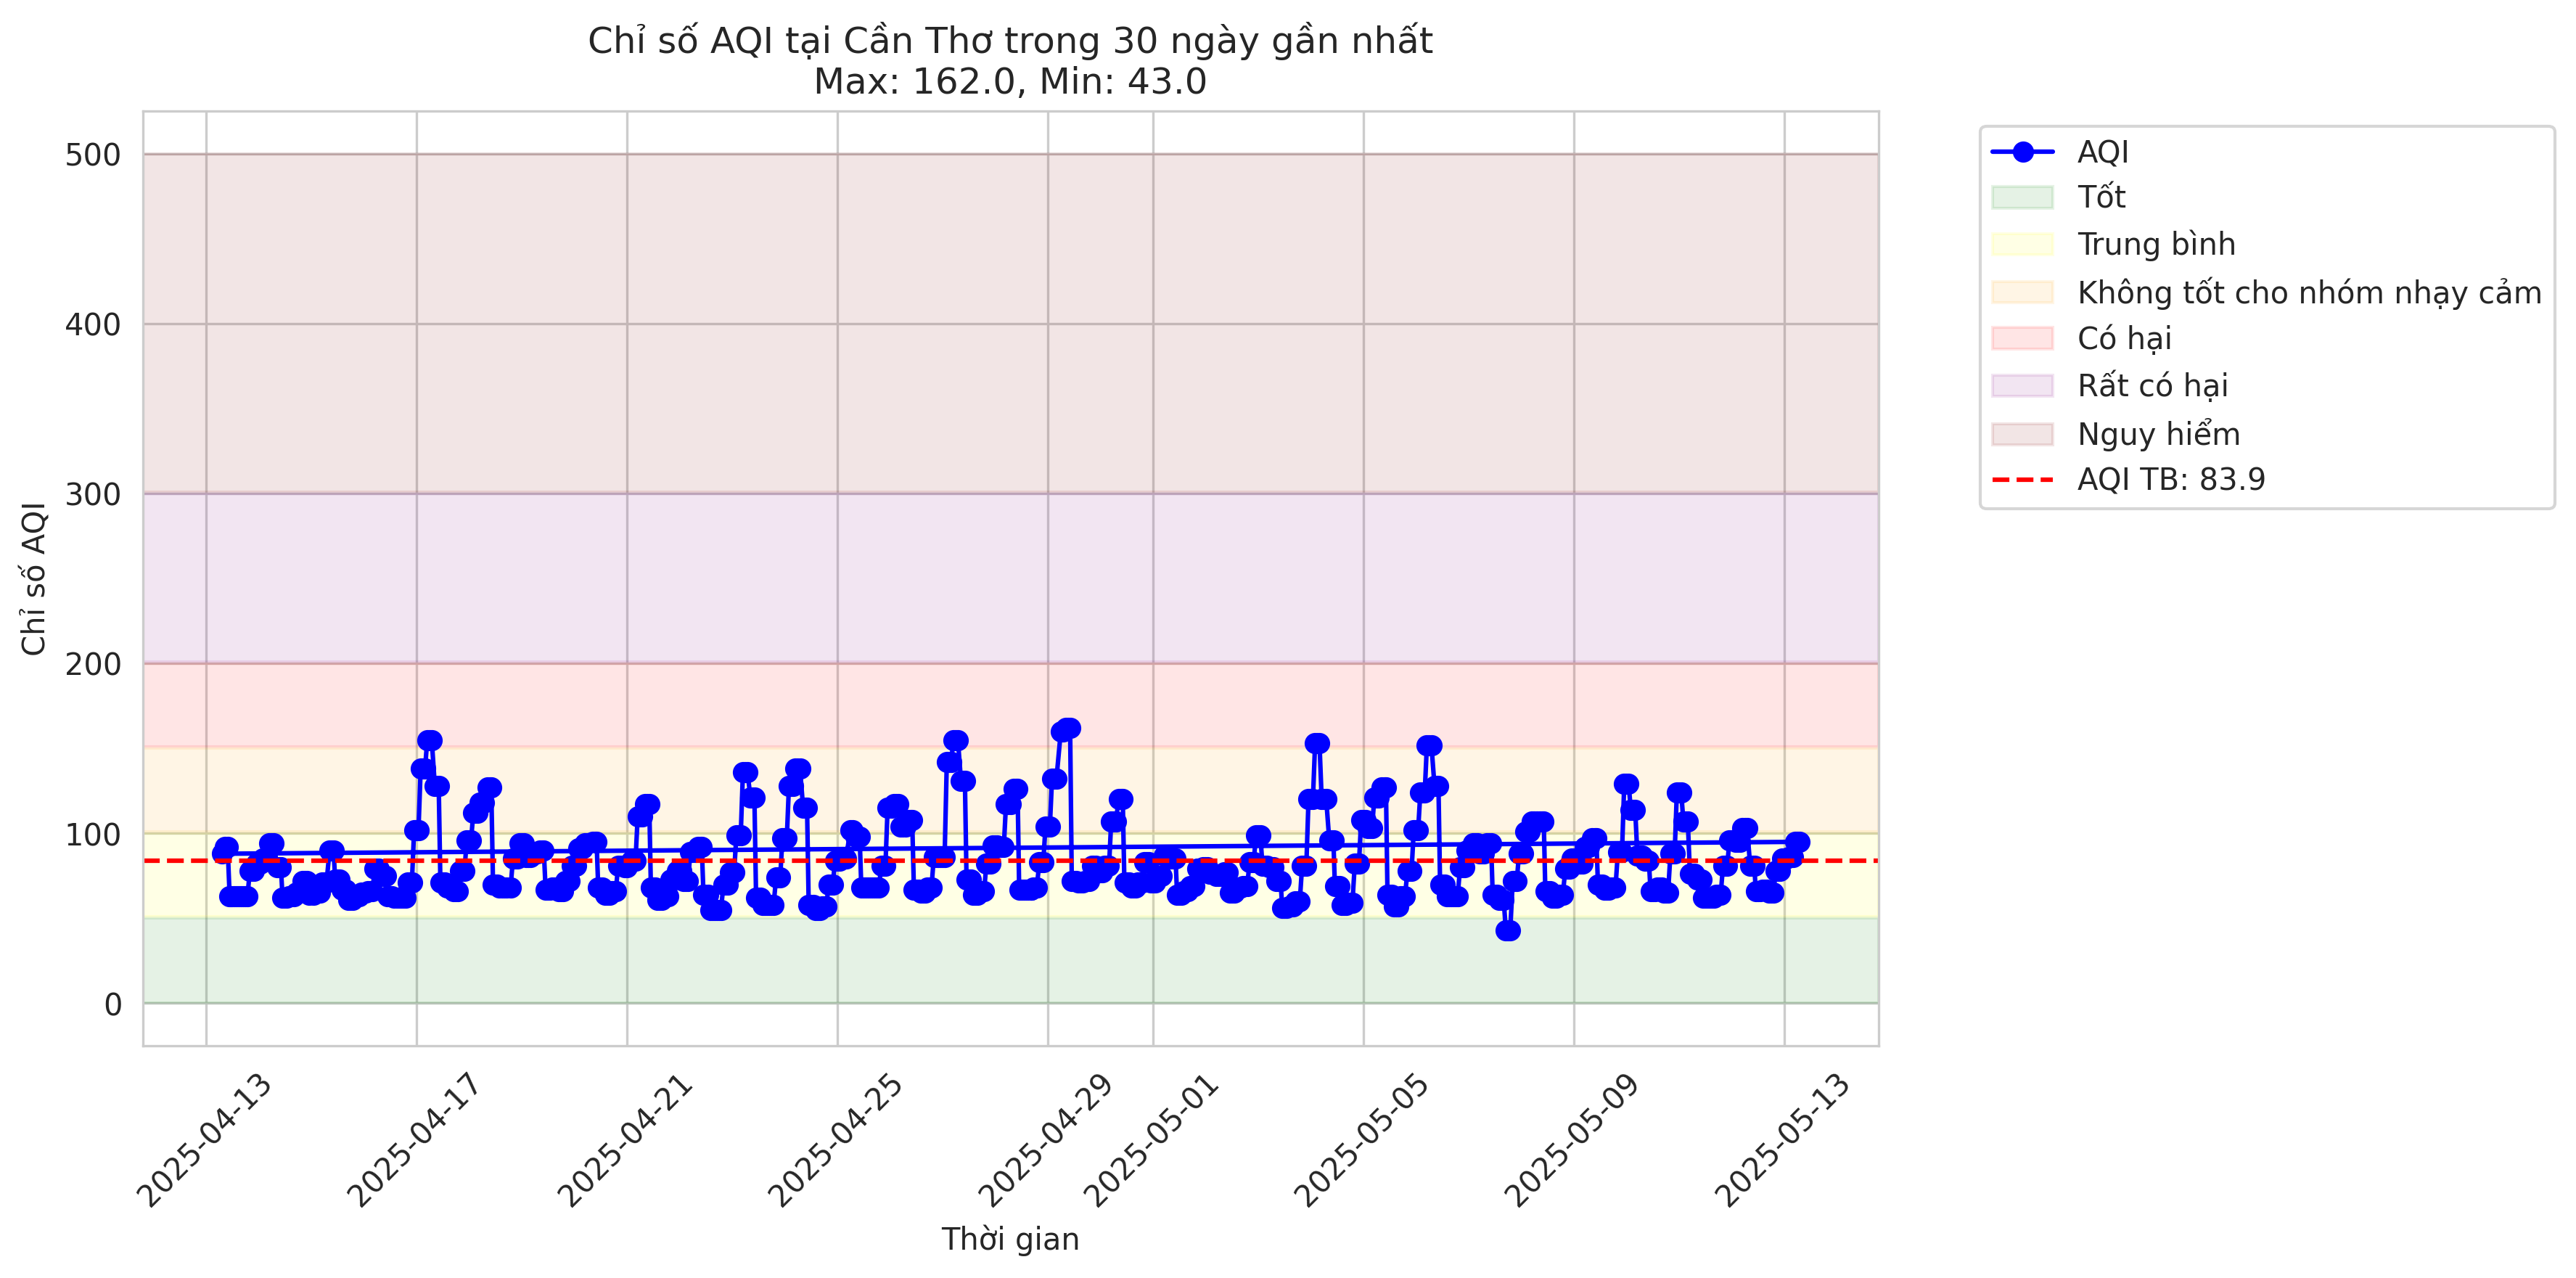 Chỉ số AQI tại Cần Thơ trong 30 ngày gần nhất
Max: 162.0, Min: 43.0
Chỉ số AQI
500
400
300
200
100
0
2025-04-13
2025-04-17
2025-04-21
2025-04-25
2025-04-29
2025-05-01
2025-05-05
2025-05-09
2025-05-13
Thời gian
AQI
Tốt
Trung bình
Không tốt cho nhóm nhạy cảm
Có hại
Rất có hại
Nguy hiểm
AQI TB: 83.9